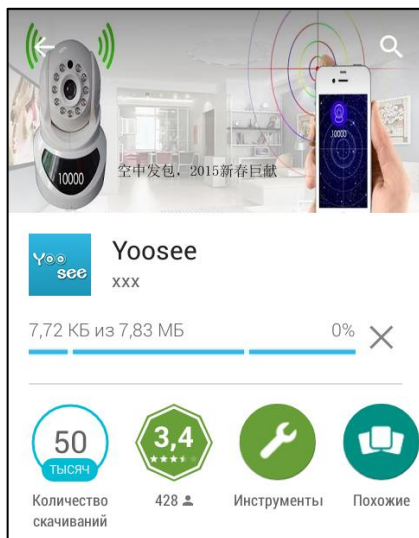 10000
10000
空中发包，2015新春巨献
Yoo
see
Yoosee
xxx
7,72 КБ из 7,83 МБ 0%
50
ТЫСЯЧ
3,4
Количество
скачиваний
428
Инструменты
Похожие